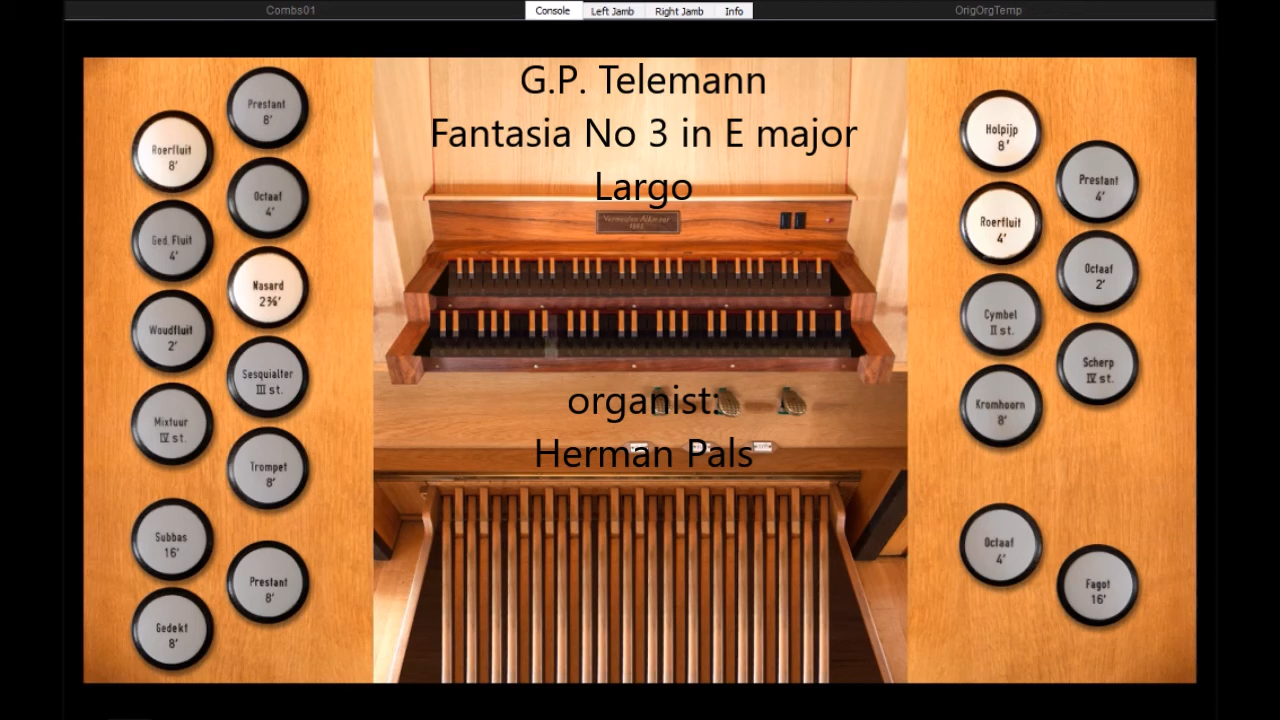 Combs01
Console
Left Jamb
Right Jamb
Info
OrigOrgTemp
G.P. Telemann
Fantasia No 3 in E major
Largo
organist:
Herman Pals
Prestant
8'
Roerfluit
8'
Octaaf
4'
Ged. Fluit
4'
Nasard
2⅔'
Woudfluit
2'
Sesquialter
III st.
Mixtuur
IV st.
Trompet
8'
Subbas
16'
Prestant
8'
Gedekt
8'
Holpijp
8'
Prestant
4'
Roerfluit
4'
Octaaf
2'
Cymbel
II st.
Scherp
IV st.
Kromhoorn
8'
Octaaf
4'
Fagot
16'